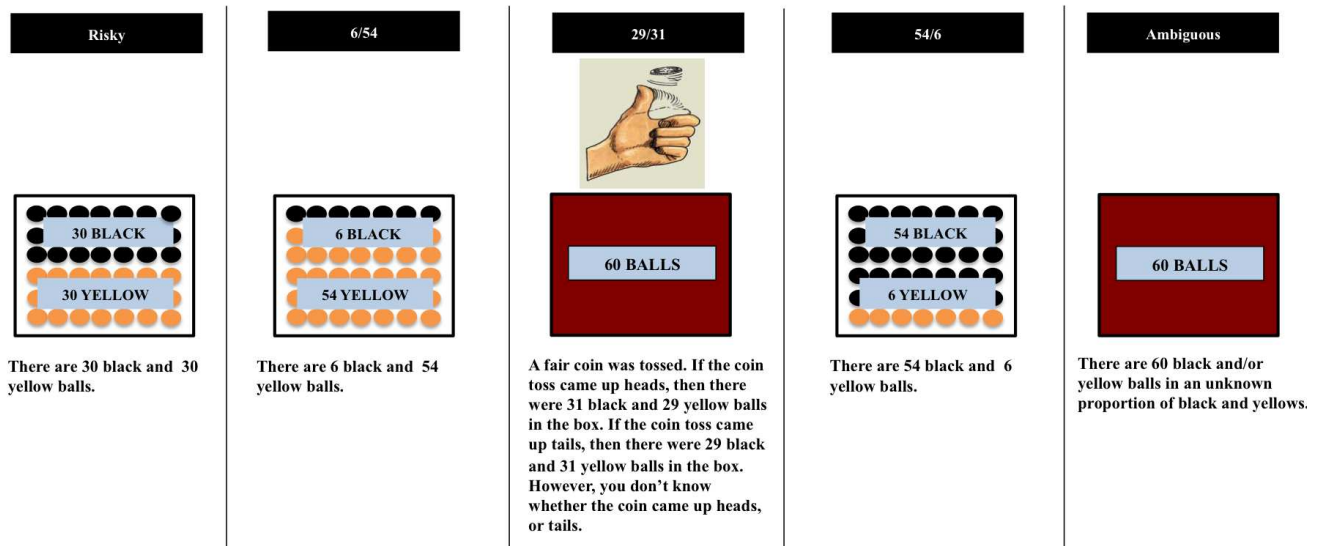 Risky
30 BLACK
30 YELLOW
There are 30 black and 30
yellow balls.
6/54
6 BLACK
54 YELLOW
There are 6 black and 54
yellow balls.
29/31
60 BALLS
A fair coin was tossed. If the coin
toss came up heads, then there
were 31 black and 29 yellow balls
in the box. If the coin toss came
up tails, then there were 29 black
and 31 yellow balls in the box.
However, you don’t know
whether the coin came up heads,
or tails.
54/6
54 BLACK
6 YELLOW
There are 54 black and 6
yellow balls.
Ambiguous
60 BALLS
There are 60 black and/or
yellow balls in an unknown
proportion of black and yellows.